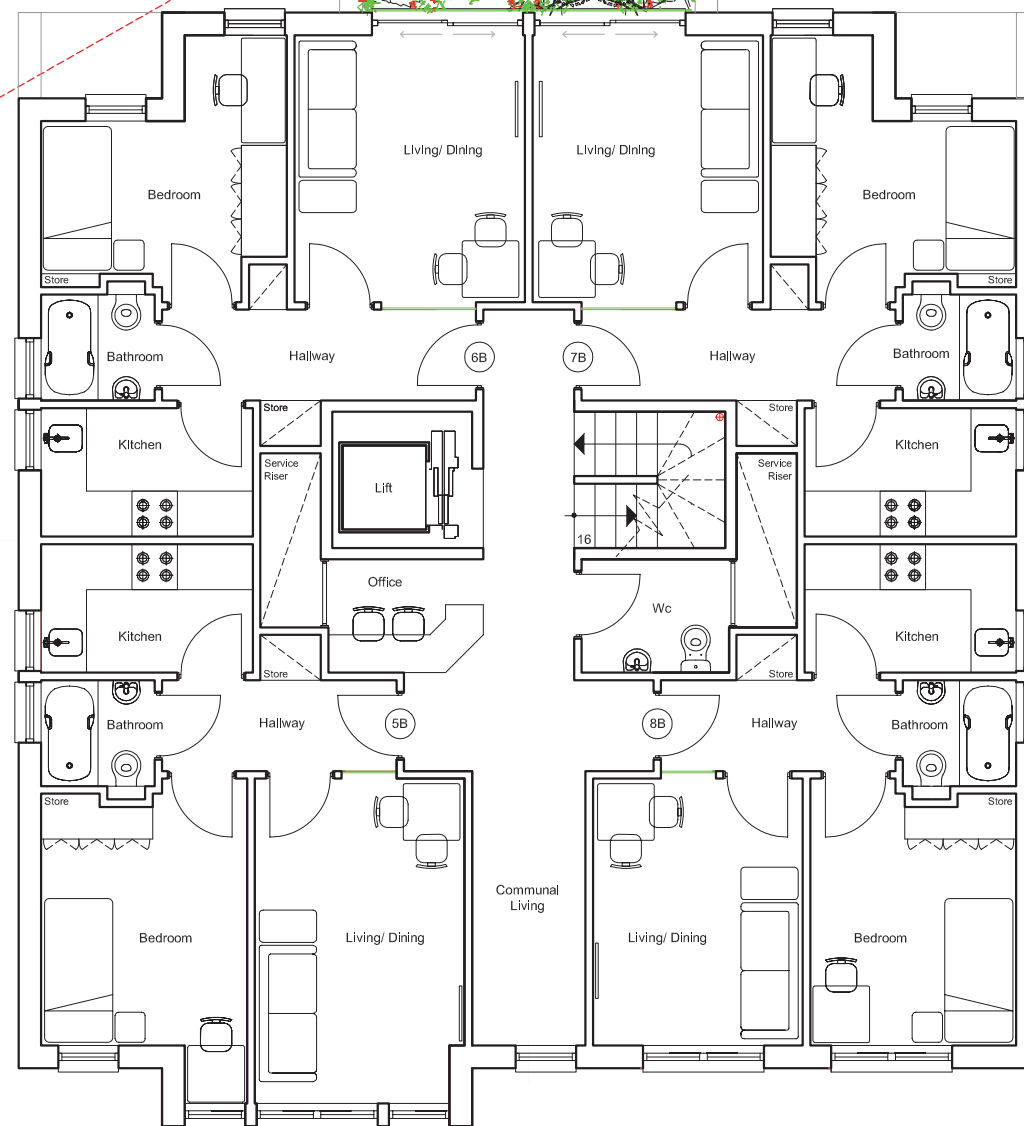 Living/ Dining
Living/ Dining
Bedroom
Bedroom
Store
Store
Bathroom
Hallway
6B
7B
Hallway
Bathroom
Store
Store
Kitchen
Kitchen
Service
Riser
Service
Riser
Lift
16
Office
Wc
Kitchen
Kitchen
Store
Store
Bathroom
Hallway
5B
8B
Hallway
Bathroom
Store
Store
Communal
Living
Bedroom
Living/ Dining
Living/ Dining
Bedroom